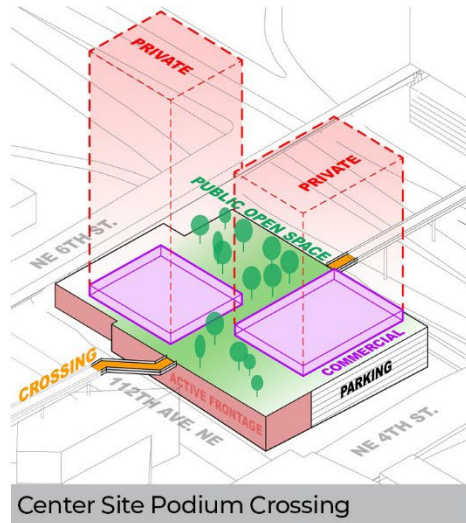 PRIVATE
PRIVATE
PUBLIC OPEN SPACE
NE 6TH ST.
COMMERCIAL
CROSSING
PARKING
ACTIVE FRONTAGE
112TH AVE. NE
NE 4TH ST.
Center Site Podium Crossing